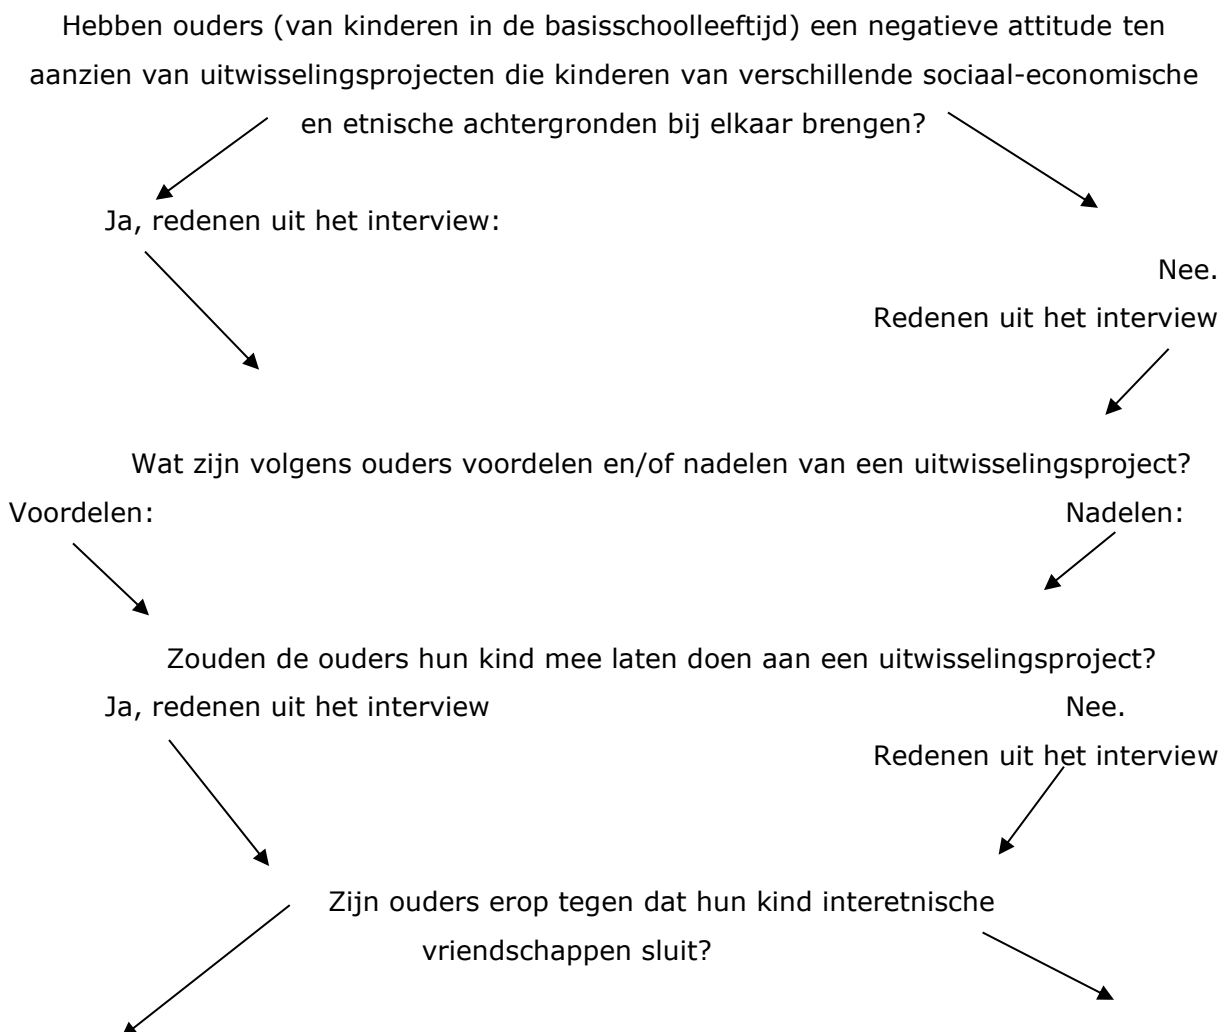 Hebben ouders (van kinderen in de basisschoolleeftijd) een negatieve attitude ten
aanzien van uitwisselingsprojecten die kinderen van verschillende sociaal-economische
en etnische achtergronden bij elkaar brengen?
Ja, redenen uit het interview:
Nee.
Redenen uit het interview
Wat zijn volgens ouders voordelen en/of nadelen van een uitwisselingsproject?
Voordelen: Nadelen:
Zouden de ouders hun kind mee laten doen aan een uitwisselingsproject?
Ja, redenen uit het interview Nee.
Redenen uit het interview
Zijn ouders erop tegen dat hun kind interetnische
vriendschappen sluit?